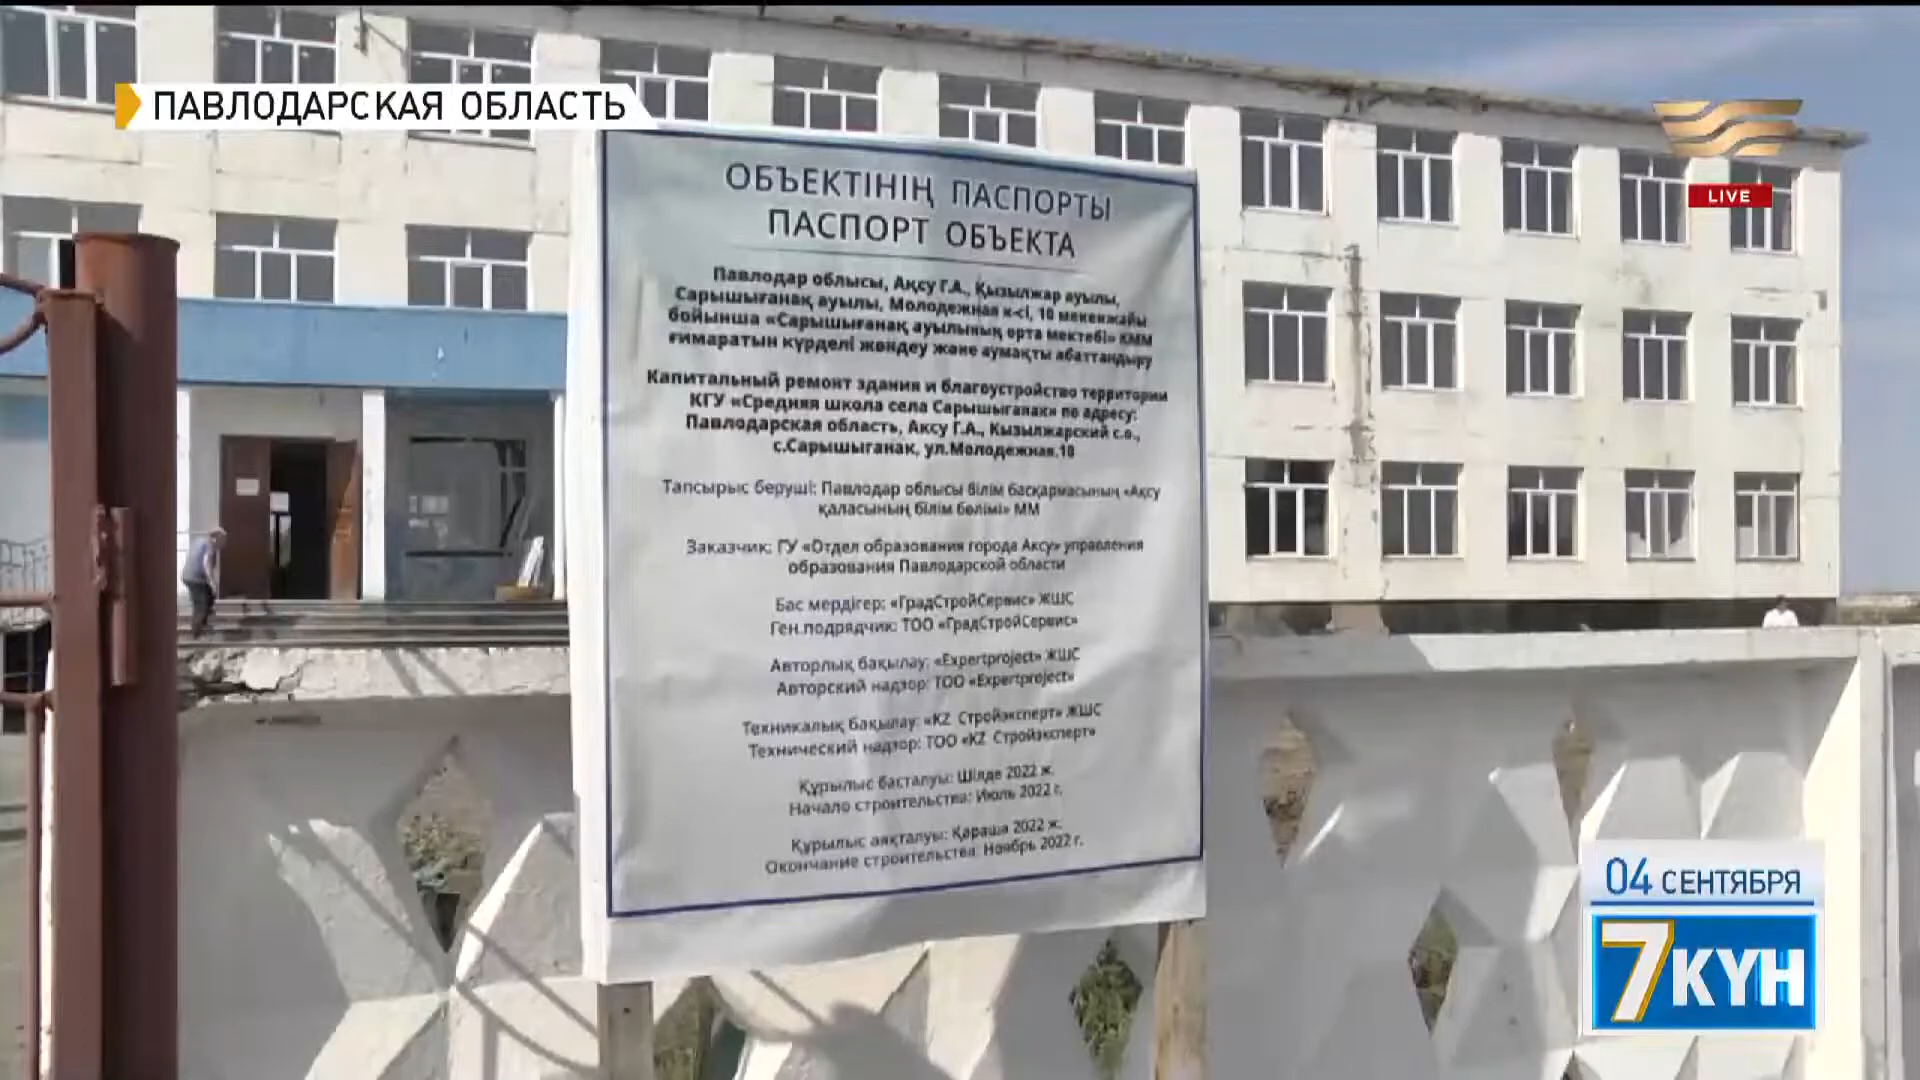 ПАВЛОДАРСКАЯ ОБЛАСТЬ
LIVE
ОБЪЕКТІНІҢ ПАСПОРТЫ
ПАСПОРТ ОБЪЕКТА
Павлодар облысы, Ақсу Г.А., Қызылжар ауылы,
Сарышығанақ ауылы, Молодежная к-сі, 10 мекенжайы
бойынша «Сарышығанақ ауылының орта мектебі» КММ
ғимаратын күрделі жөндеу және аумақты абаттандыру
Капитальный ремонт здания и благоустройство территории
КГУ «Средняя школа села Сарышыганак» по адресу:
Павлодарская область, Аксу Г.А., Кызылжарский с.о.,
с.Сарышыганак, ул.Молодежная.10
Тапсырыс беруші: Павлодар облысы білім басқармасының «Ақсу
қаласының білім бөлімі» ММ
Заказчик: ГУ «Отдел образования города Аксу» управления
образования Павлодарской области
Бас мердігер: «ГрадСтройСервис» ЖШС
Ген.подрядчик: ТОО «ГрадСтройСервис»
Авторлық бақылау: «Expertproject» ЖШС
Авторский надзор: ТОО «Expertproject»
Техникалық бақылау: «KZ Стройэксперт» ЖШС
Технический надзор: ТОО «KZ Стройэксперт»
Құрылыс басталуы: Шілде 2022 ж.
Начало строительства: Июль 2022 г.
Құрылыс аяқталуы: Қараша 2022 ж.
Окончание строительства: Ноябрь 2022 г.
04 СЕНТЯБРЯ
7 КҮН